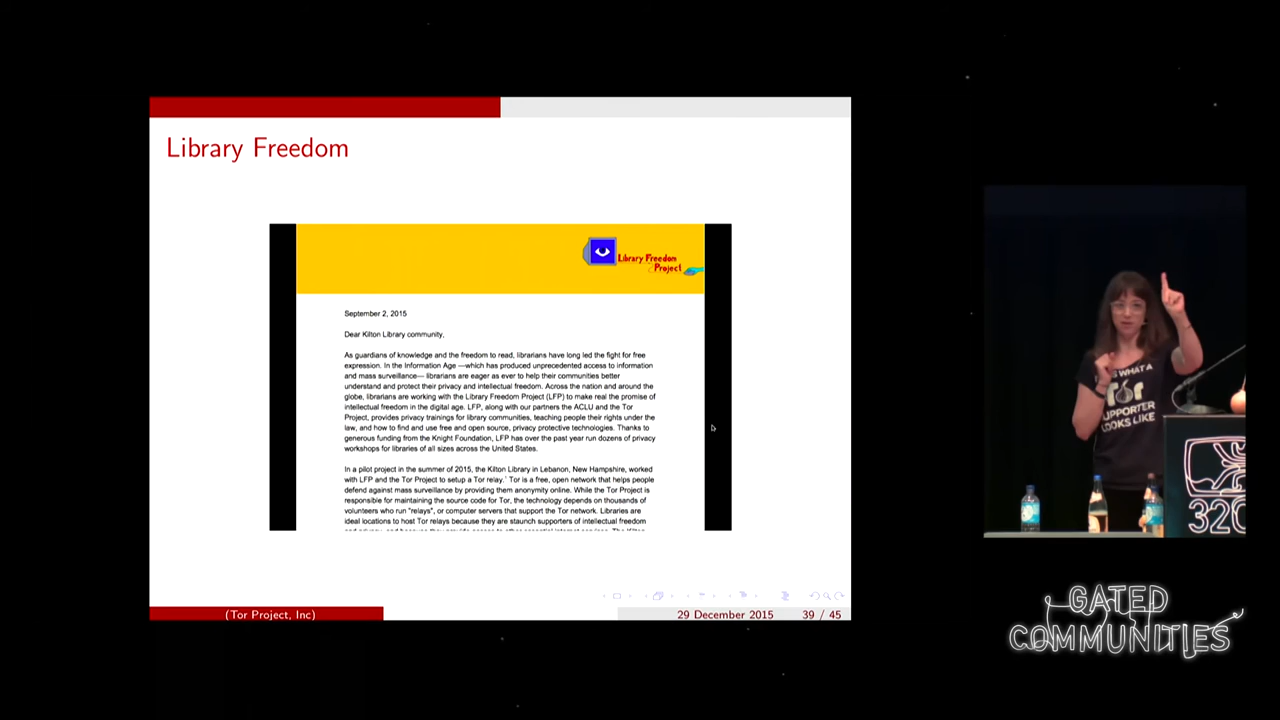 Library Freedom
Library Freedom
Project
September 2, 2015
Dear Kilton Library community,
As guardians of knowledge and the freedom to read, librarians have long led the fight for free
expression. In the Information Age —which has produced unprecedented access to information
and mass surveillance— librarians are eager as ever to help their communities better
understand and protect their privacy and intellectual freedom. Across the nation and around the
globe, librarians are working with the Library Freedom Project (LFP) to make real the promise of
intellectual freedom in the digital age. LFP, along with our partners the ACLU and the Tor
Project, provides privacy trainings for library communities, teaching people their rights under the
law, and how to find and use free and open source, privacy protective technologies. Thanks to
generous funding from the Knight Foundation, LFP has over the past year run dozens of privacy
workshops for libraries of all sizes across the United States.
In a pilot project in the summer of 2015, the Kilton Library in Lebanon, New Hampshire, worked
with LFP and the Tor Project to setup a Tor relay. Tor is a free, open network that helps people
defend against mass surveillance by providing them anonymity online. While the Tor Project is
responsible for maintaining the source code for Tor, the technology depends on thousands of
volunteers who run "relays", or computer servers that support the Tor network. Libraries are
ideal locations to host Tor relays because they are staunch supporters of intellectual freedom
(Tor Project, Inc)
29 December 2015
39 / 45
WHAT A
Tor
SUPPORTER
LOOKS LIKE
32C
GATED
COMMUNITIES